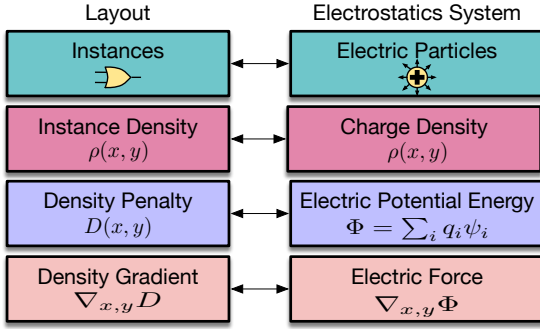 Layout Electrostatics System
Instances Electric Particles
Instance Density Charge Density
ρ(x, y) ρ(x, y)
Density Penalty Electric Potential Energy
D(x, y) Φ = ∑ᵢ qᵢψᵢ
Density Gradient Electric Force
∇ₓ,ᵧD ∇ₓ,ᵧΦ